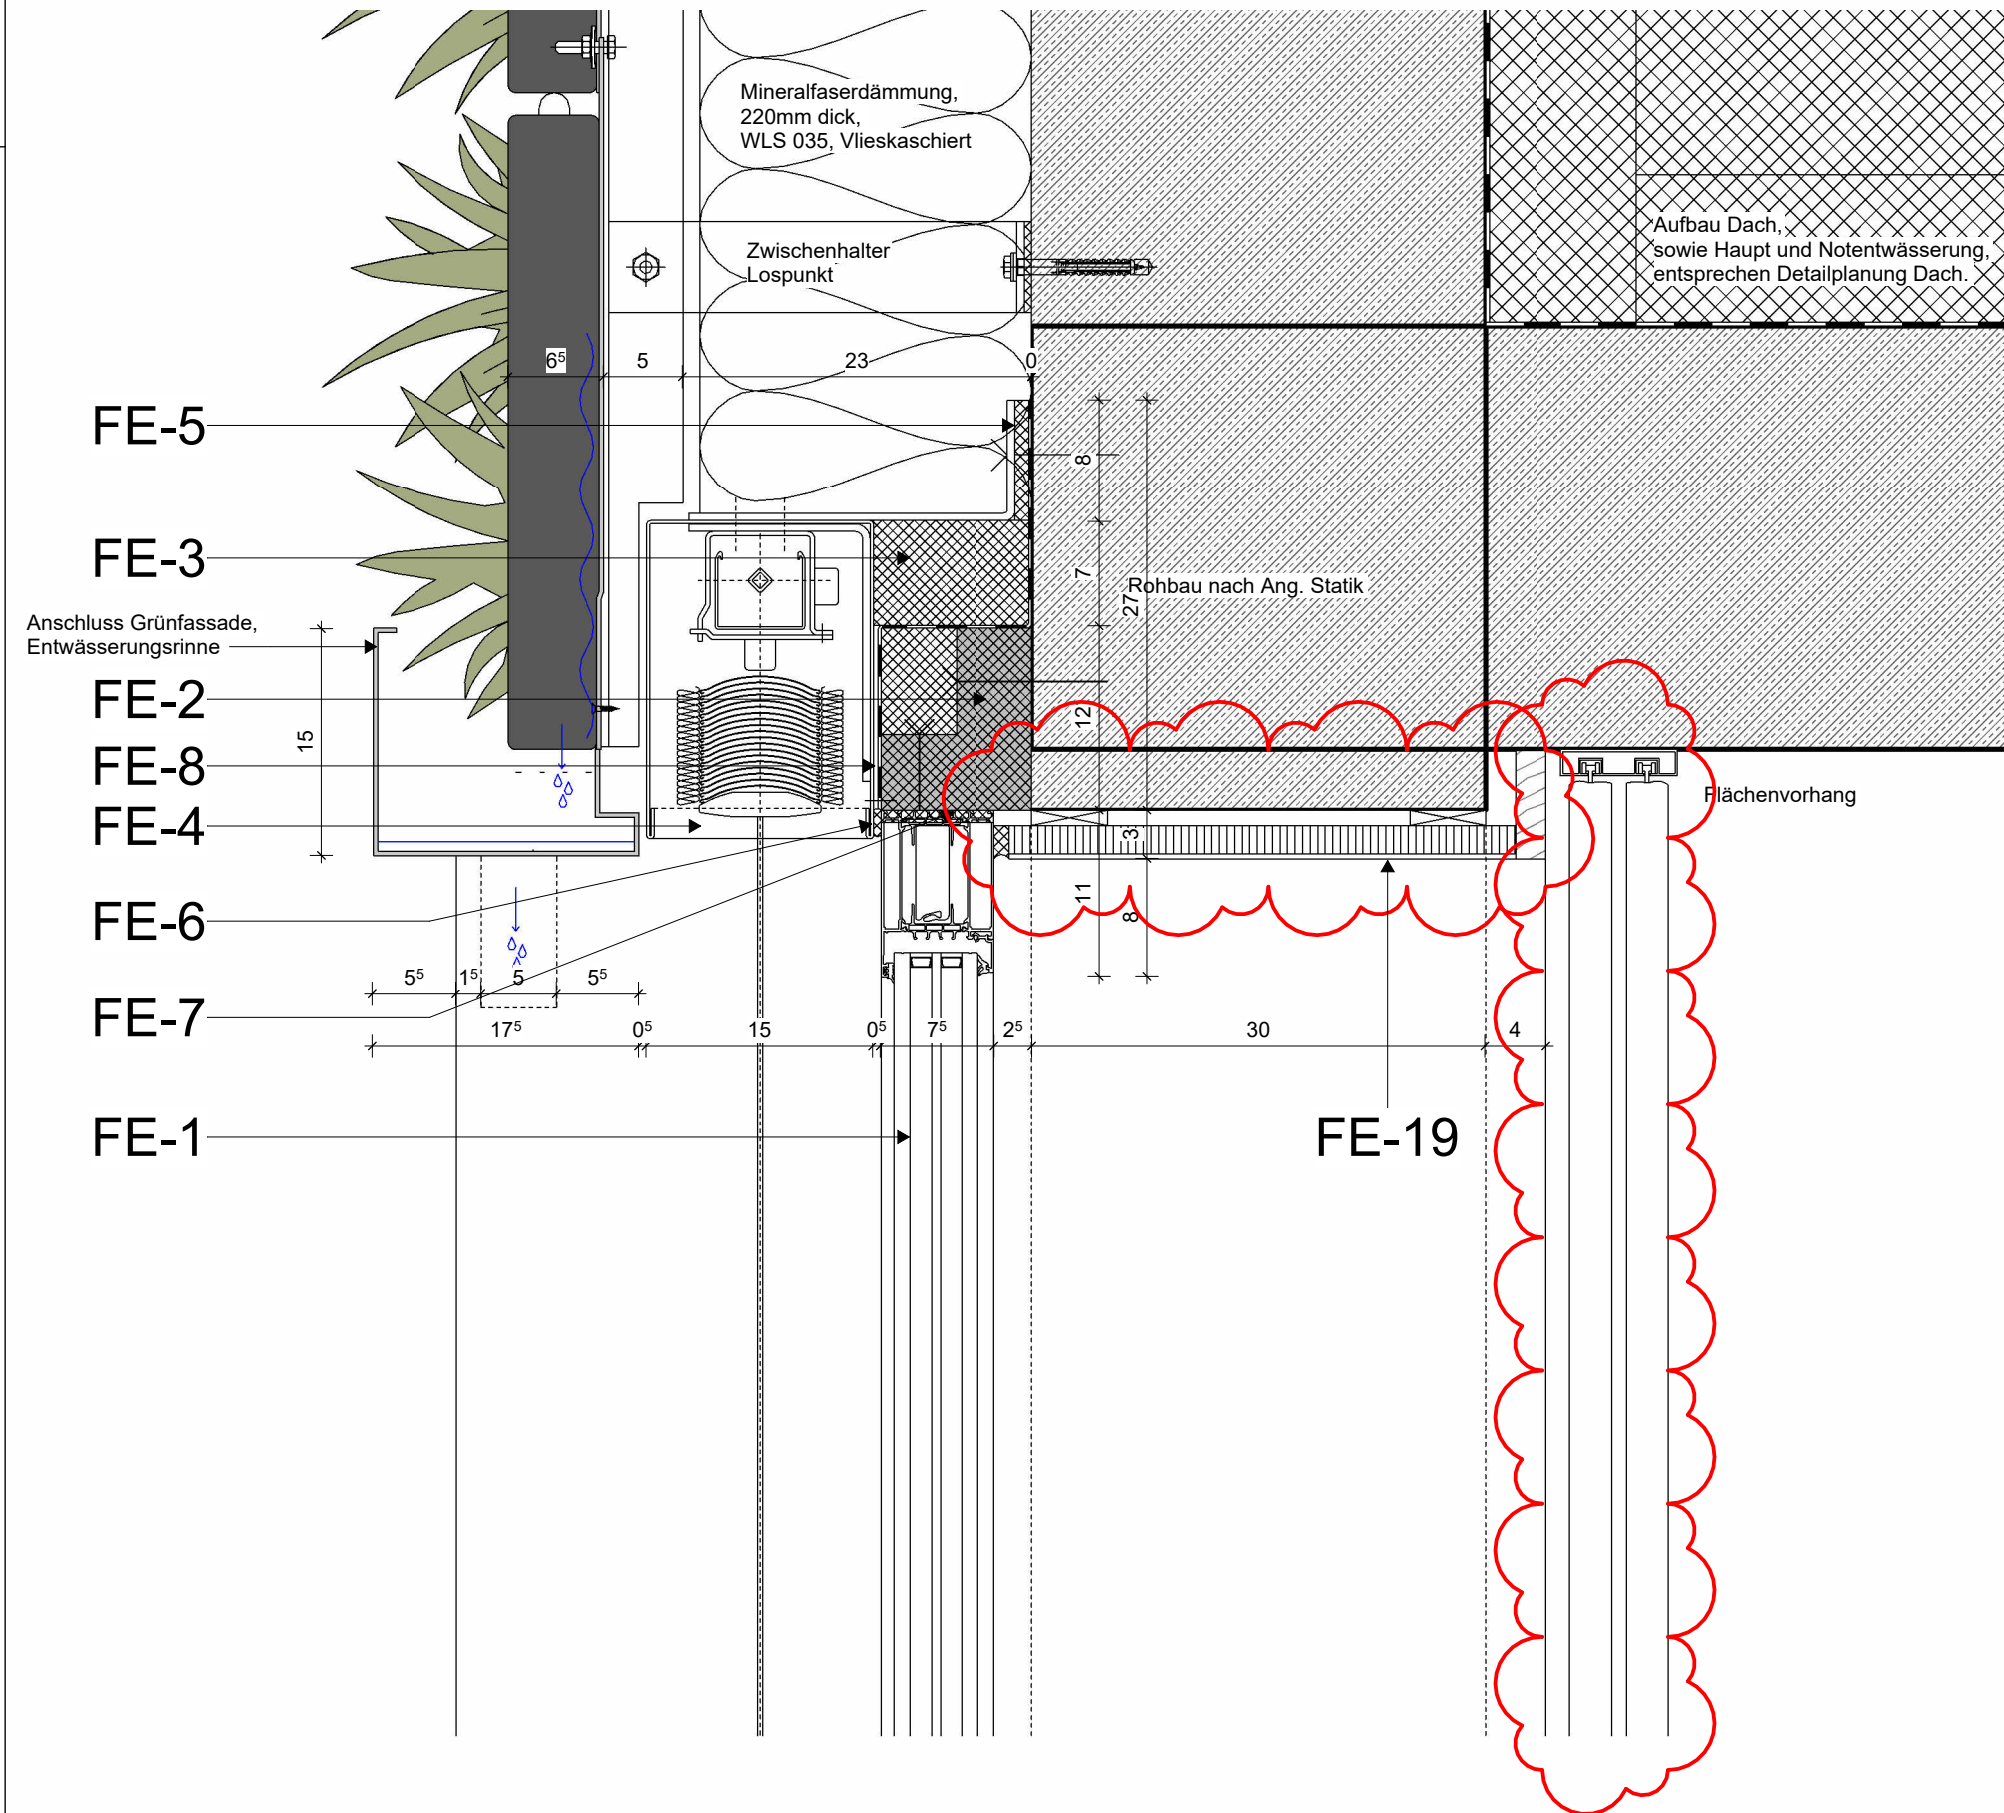 Mineralfaserdämmung,
220mm dick,
WLS 035, Vlieskaschiert
Aufbau Dach,
sowie Haupt und Notentwässerung,
entsprechen Detailplanung Dach.
Zwischenhalter
Lospunkt
6⁵ 5 23 0
FE-5
8
FE-3
7
27
Rohbau nach Ang. Statik
Anschluss Grünfassade,
Entwässerungsrinne
FE-2
12
15
FE-8
Flächenvorhang
FE-4
3
11
8
FE-6
5⁵ 1⁵ 5 5⁵
FE-7
17⁵ 0⁵ 15 0⁵ 7⁵ 2⁵ 30 4
FE-1
FE-19